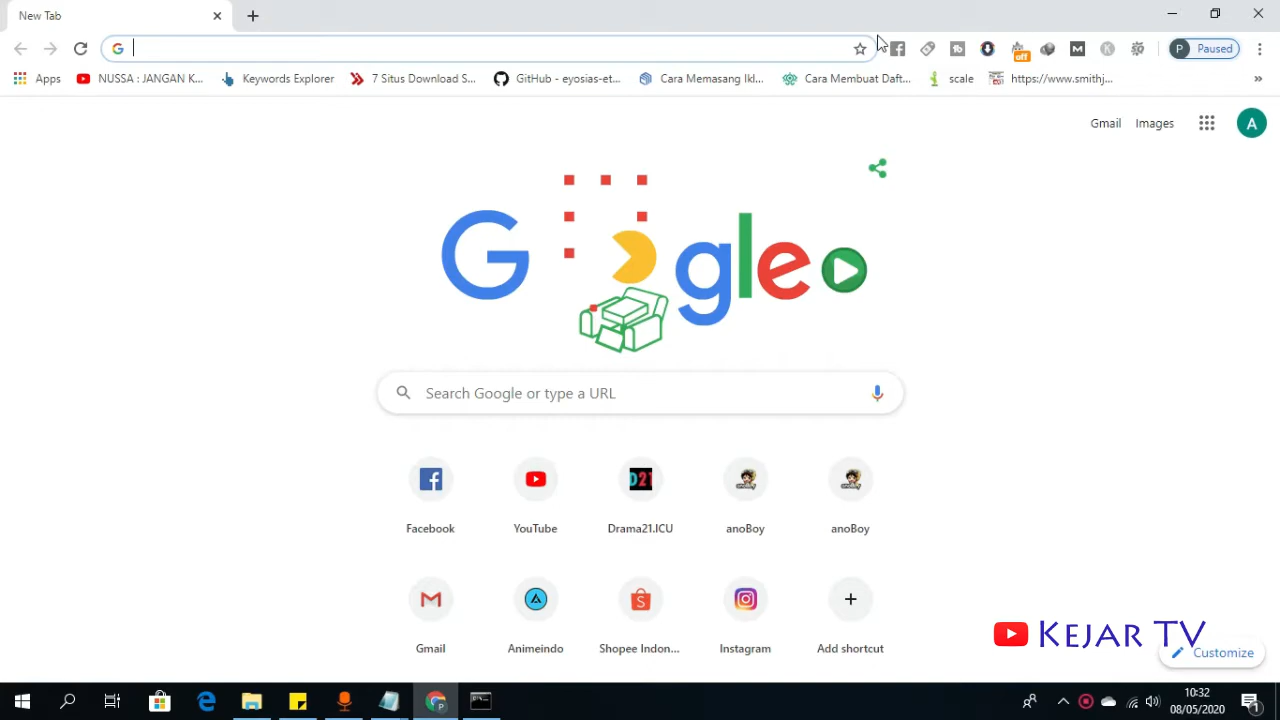 New Tab
Paused
Apps
NUSSA : JANGAN K...
Keywords Explorer
7 Situs Download S...
GitHub - eyosias-et...
Cara Memasang Ikl...
Cara Membuat Daft...
scale
https://www.smithj...
»
Gmail
Images
A
Google
Search Google or type a URL
Facebook
YouTube
Drama21.ICU
anoBoy
anoBoy
Gmail
Animeindo
Shopee Indon...
Instagram
Add shortcut
KEJAR TV
Customize
10:32
08/05/2020